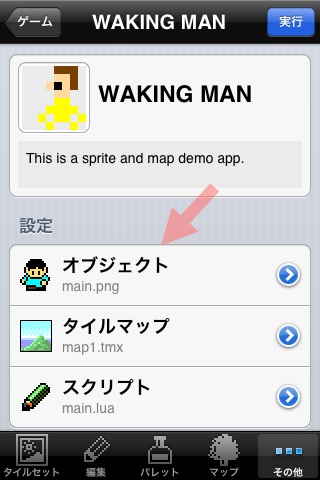 ゲーム
WAKING MAN
実行
WAKING MAN
This is a sprite and map demo app.
設定
オブジェクト
main.png
タイルマップ
map1.tmx
スクリプト
main.lua
タイルセット
編集
パレット
マップ
その他